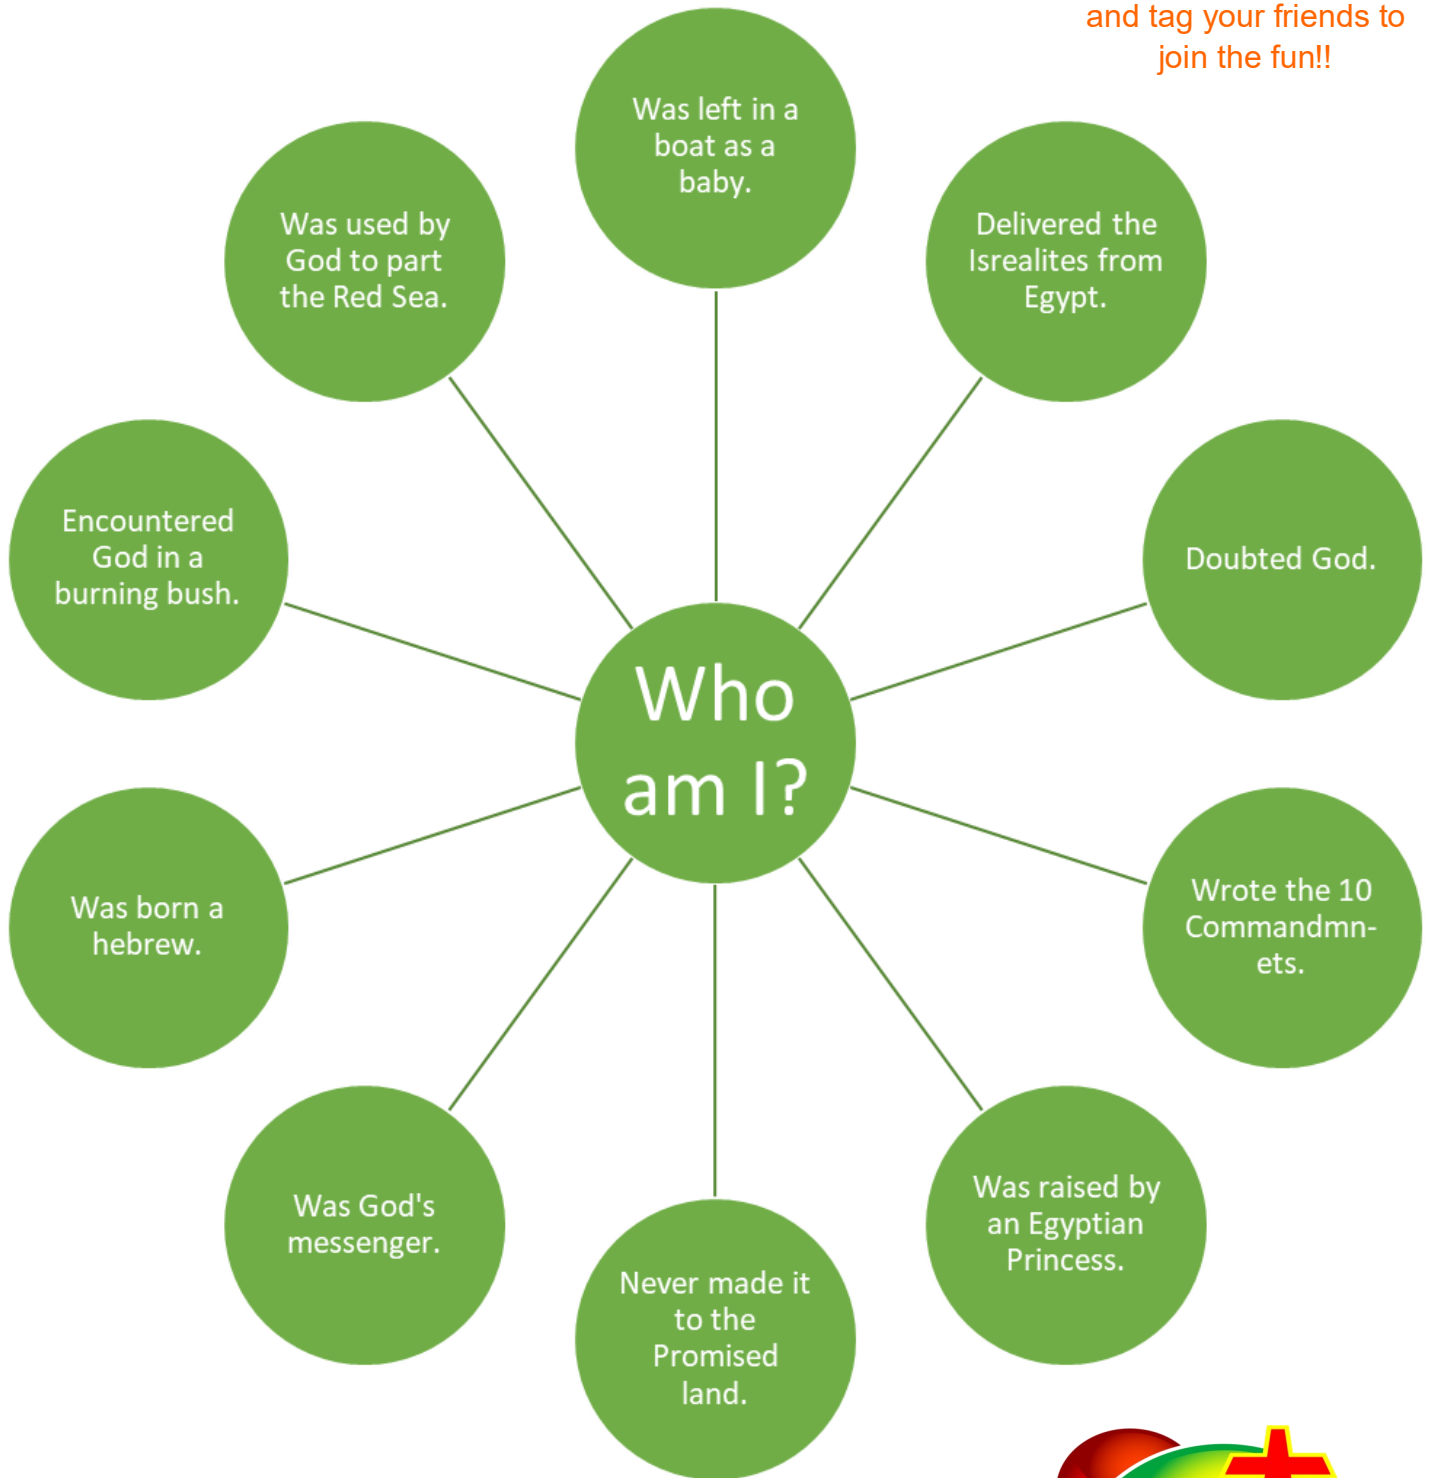 and tag your friends to
join the fun!!
Was left in a
boat as a
baby.
Delivered the
Isrealites from
Egypt.
Doubted God.
Wrote the 10
Commandmn-
ets.
Was raised by
an Egyptian
Princess.
Never made it
to the
Promised
land.
Was God's
messenger.
Was born a
hebrew.
Encountered
God in a
burning bush.
Was used by
God to part
the Red Sea.
Who
am I?